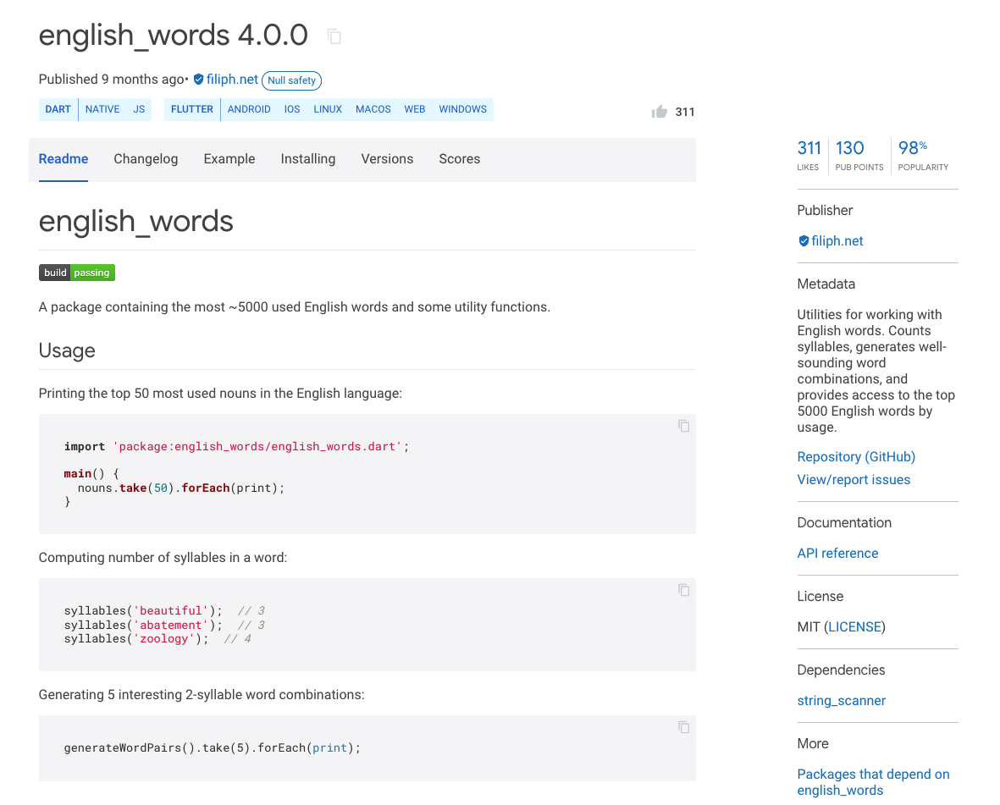 english_words 4.0.0
Published 9 months ago• filiph.net Null safety
DART NATIVE JS FLUTTER ANDROID IOS LINUX MACOS WEB WINDOWS
311
Readme Changelog Example Installing Versions Scores
english_words
build passing
A package containing the most ~5000 used English words and some utility functions.
Usage
Printing the top 50 most used nouns in the English language:
import 'package:english_words/english_words.dart';
main() {
  nouns.take(50).forEach(print);
}
Computing number of syllables in a word:
syllables('beautiful');  // 3
syllables('abatement');  // 3
syllables('zoology');  // 4
Generating 5 interesting 2-syllable word combinations:
generateWordPairs().take(5).forEach(print);
311 130 98%
LIKES PUB POINTS POPULARITY
Publisher
filiph.net
Metadata
Utilities for working with
English words. Counts
syllables, generates well-
sounding word
combinations, and
provides access to the top
5000 English words by
usage.
Repository (GitHub)
View/report issues
Documentation
API reference
License
MIT (LICENSE)
Dependencies
string_scanner
More
Packages that depend on
english_words